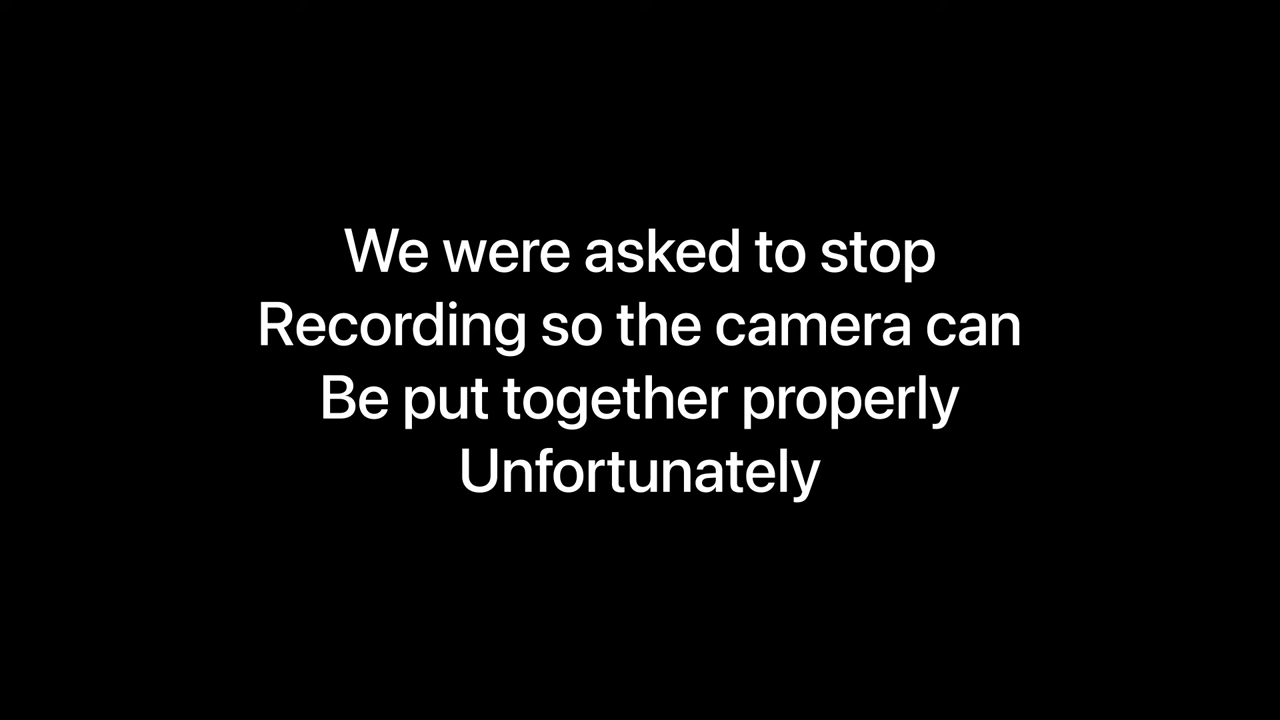 We were asked to stop
Recording so the camera can
Be put together properly
Unfortunately